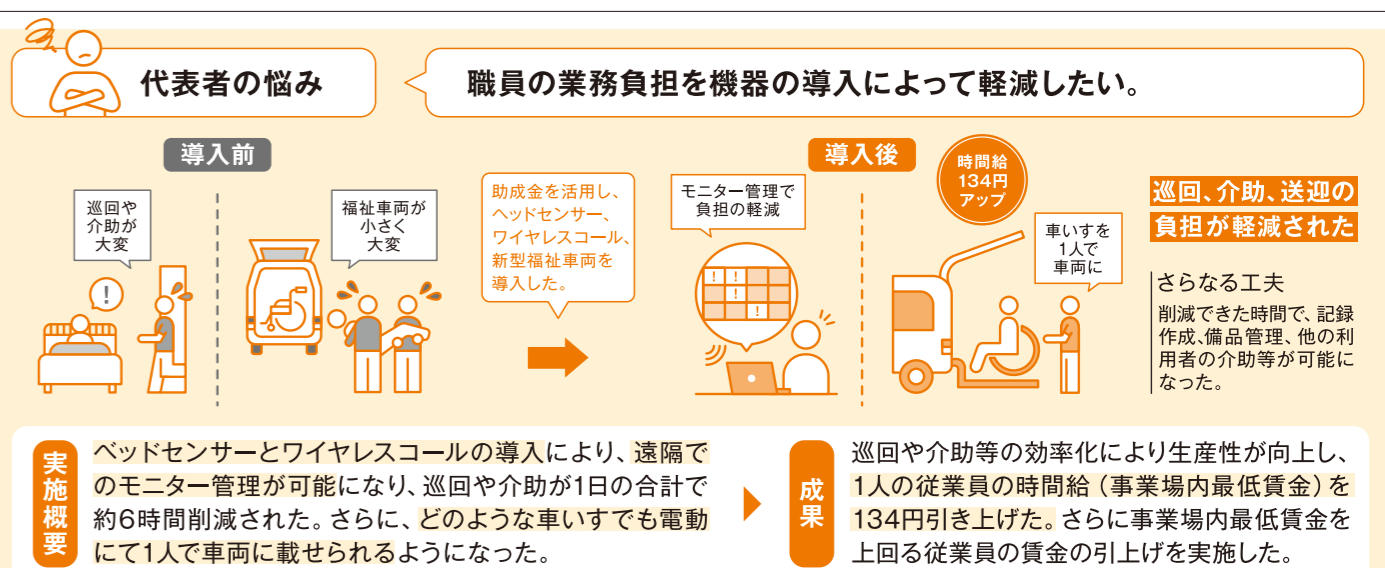 代表者の悩み
職員の業務負担を機器の導入によって軽減したい。
導入前
巡回や
介助が
大変
!
福祉車両が
小さく
大変
助成金を活用し、
ヘッドセンサー、
ワイヤレスコール、
新型福祉車両を
導入した。
導入後
モニター管理で
負担の軽減
! !
!
!
時間給
134円
アップ
車いすを
1人で
車両に
巡回、介助、送迎の
負担が軽減された
さらなる工夫
削減できた時間で、記録
作成、備品管理、他の利
用者の介助等が可能に
なった。
実施概要
ベッドセンサーとワイヤレスコールの導入により、遠隔で
のモニター管理が可能になり、巡回や介助が1日の合計で
約6時間削減された。さらに、どのような車いすでも電動
にて1人で車両に載せられるようになった。
成果
巡回や介助等の効率化により生産性が向上し、
1人の従業員の時間給（事業場内最低賃金）を
134円引き上げた。さらに事業場内最低賃金を
上回る従業員の賃金の引上げを実施した。